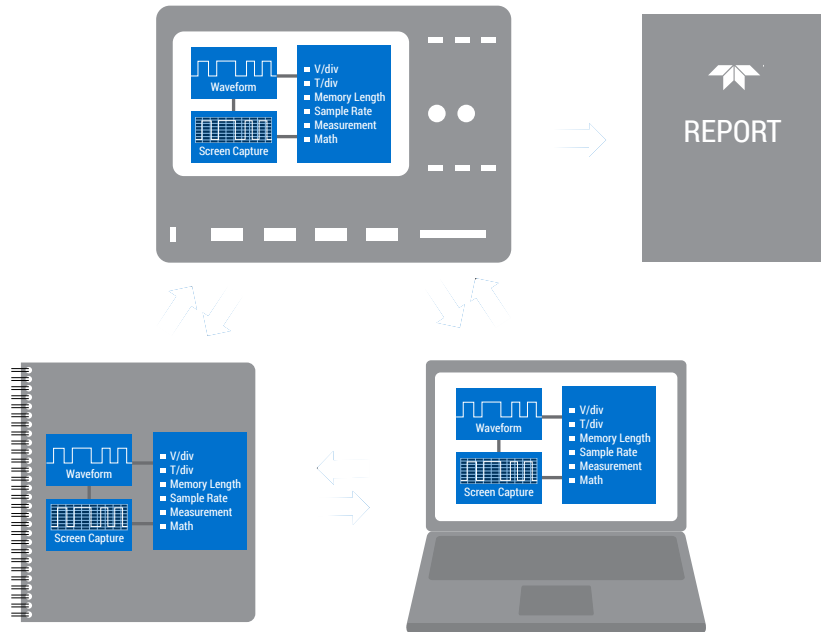 Waveform
Screen Capture
V/div
T/div
Memory Length
Sample Rate
Measurement
Math
REPORT
Waveform
Screen Capture
V/div
T/div
Memory Length
Sample Rate
Measurement
Math
Waveform
Screen Capture
V/div
T/div
Memory Length
Sample Rate
Measurement
Math